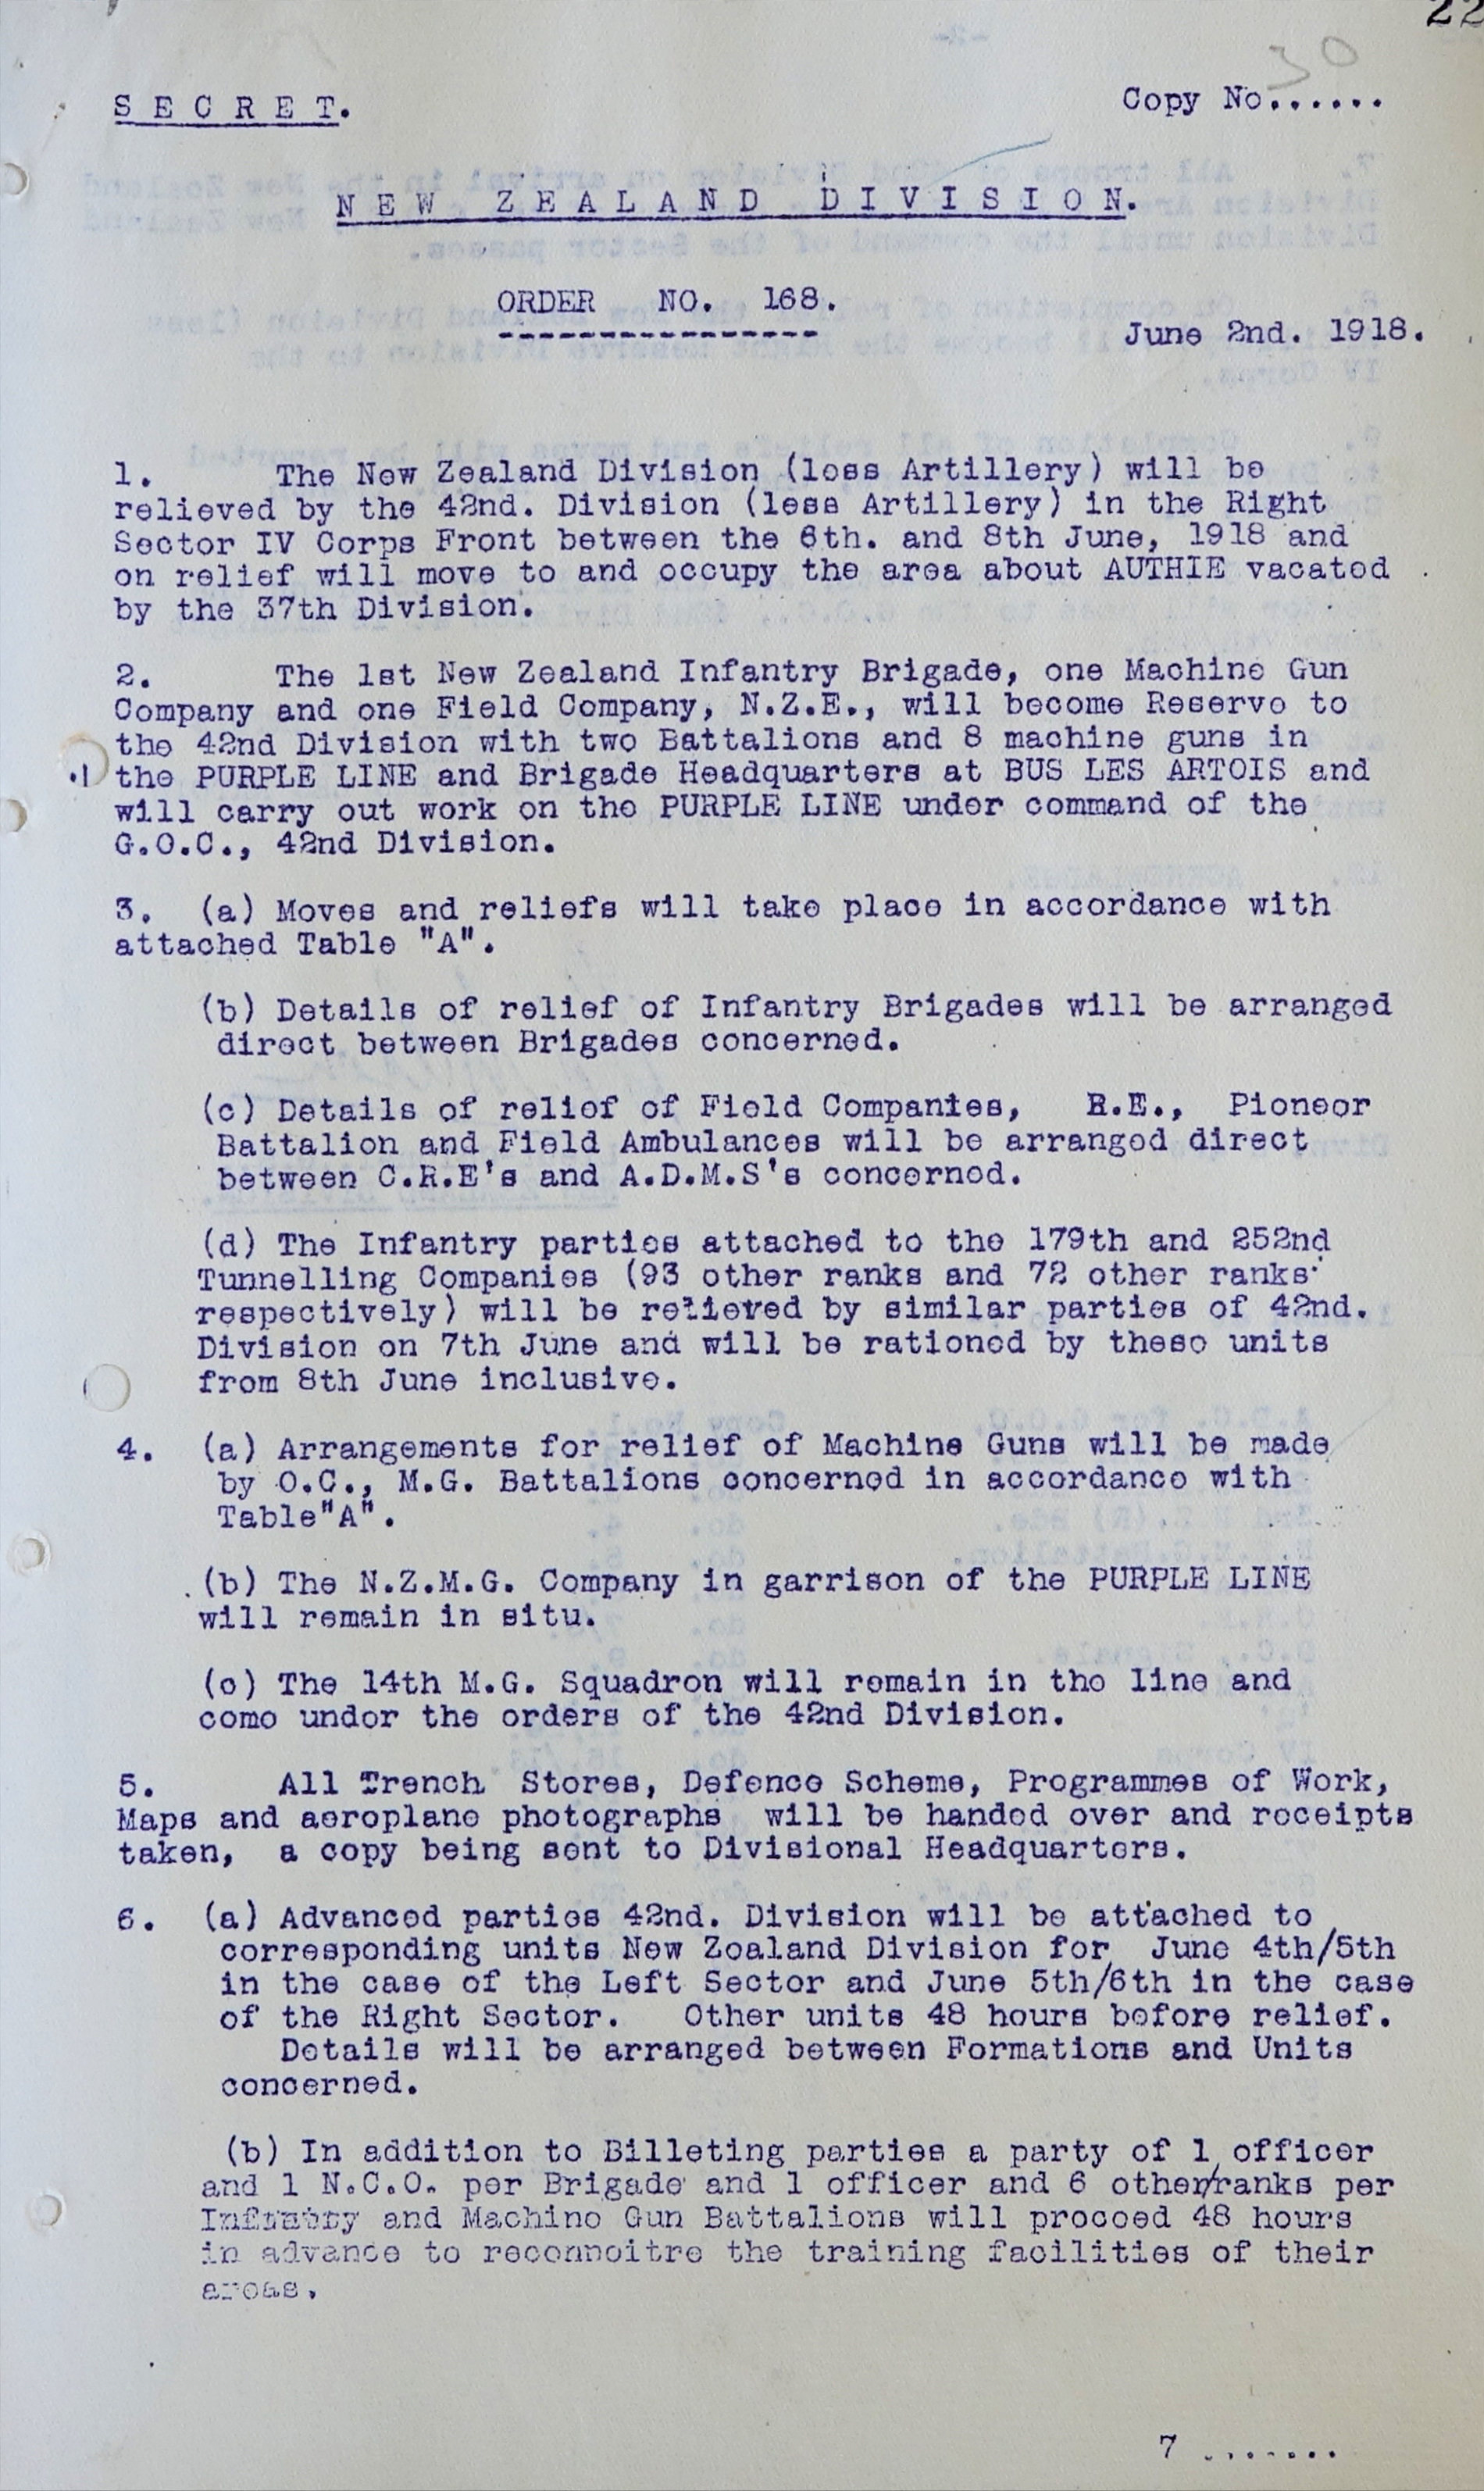 22
S E C R E T.
Copy No......
30
N E W  Z E A L A N D  D I V I S I O N.
ORDER NO. 168.
----------------
June 2nd. 1918.
1. The New Zealand Division (less Artillery) will be
relieved by the 42nd. Division (less Artillery) in the Right
Sector IV Corps Front between the 6th. and 8th June, 1918 and
on relief will move to and occupy the area about AUTHIE vacated
by the 37th Division.
2. The 1st New Zealand Infantry Brigade, one Machine Gun
Company and one Field Company, N.Z.E., will become Reserve to
the 42nd Division with two Battalions and 8 machine guns in
the PURPLE LINE and Brigade Headquarters at BUS LES ARTOIS and
will carry out work on the PURPLE LINE under command of the
G.O.C., 42nd Division.
3. (a) Moves and reliefs will take place in accordance with
attached Table "A".
(b) Details of relief of Infantry Brigades will be arranged
direct between Brigades concerned.
(c) Details of relief of Field Companies, R.E., Pioneer
Battalion and Field Ambulances will be arranged direct
between C.R.E's and A.D.M.S's concerned.
(d) The Infantry parties attached to the 179th and 252nd
Tunnelling Companies (93 other ranks and 72 other ranks
respectively) will be relieved by similar parties of 42nd.
Division on 7th June and will be rationed by these units
from 8th June inclusive.
4. (a) Arrangements for relief of Machine Guns will be made
by O.C., M.G. Battalions concerned in accordance with
Table"A".
(b) The N.Z.M.G. Company in garrison of the PURPLE LINE
will remain in situ.
(c) The 14th M.G. Squadron will remain in the line and
come under the orders of the 42nd Division.
5. All Trench Stores, Defence Scheme, Programmes of Work,
Maps and aeroplane photographs will be handed over and receipts
taken, a copy being sent to Divisional Headquarters.
6. (a) Advanced parties 42nd. Division will be attached to
corresponding units New Zealand Division for June 4th/5th
in the case of the Left Sector and June 5th/6th in the case
of the Right Sector. Other units 48 hours before relief.
Details will be arranged between Formations and Units
concerned.
(b) In addition to Billeting parties a party of 1 officer
and 1 N.C.O. per Brigade and 1 officer and 6 other/ranks per
Infantry and Machine Gun Battalions will proceed 48 hours
in advance to reconnoitre the training facilities of their
areas.
7 .......